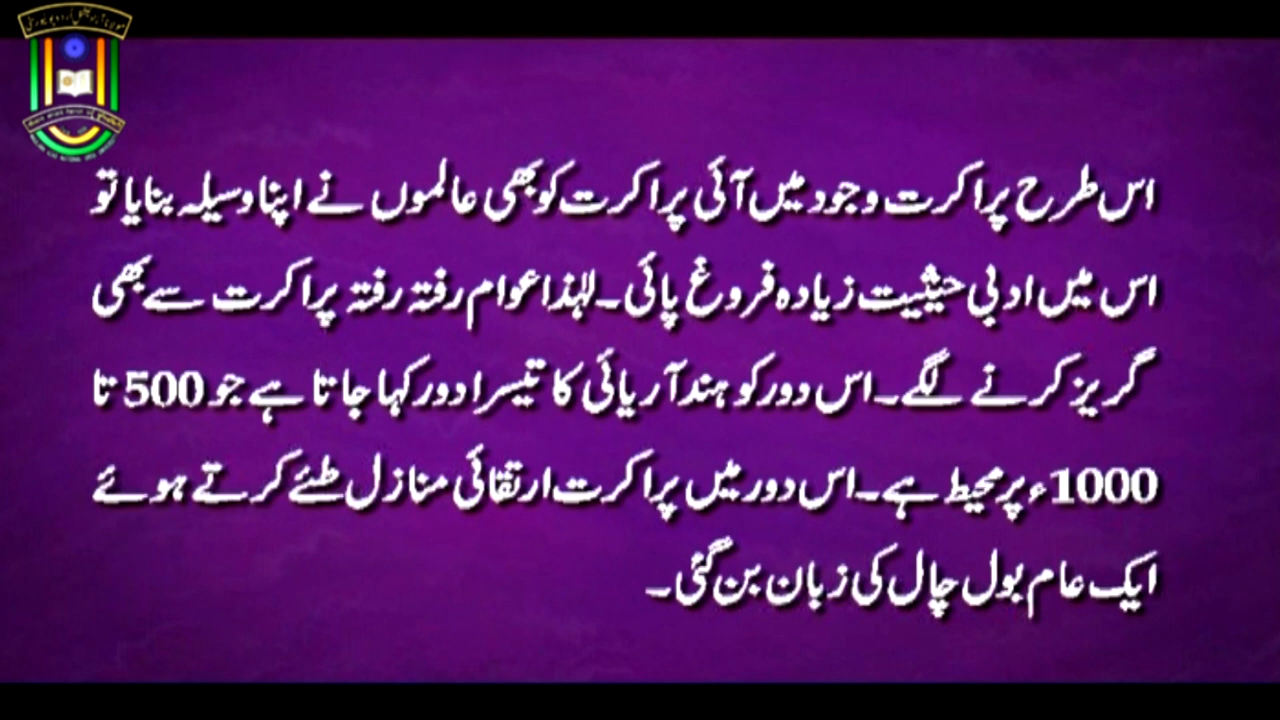 اس طرح پراکرت وجود میں آئی پراکرت کو بھی عالموں نے اپنا وسیلہ بنایا تو
اس میں ادبی حیثیت زیادہ فروغ پائی۔ لہٰذا عوام رفتہ رفتہ پراکرت سے بھی
گریز کرنے لگے۔ اس دور کو ہند آریائی کا تیسرا دور کہا جاتا ہے جو 500 تا
1000ء پر محیط ہے۔ اس دور میں پراکرت ارتقائی منازل طئے کرتے ہوئے
ایک عام بول چال کی زبان بن گئی۔